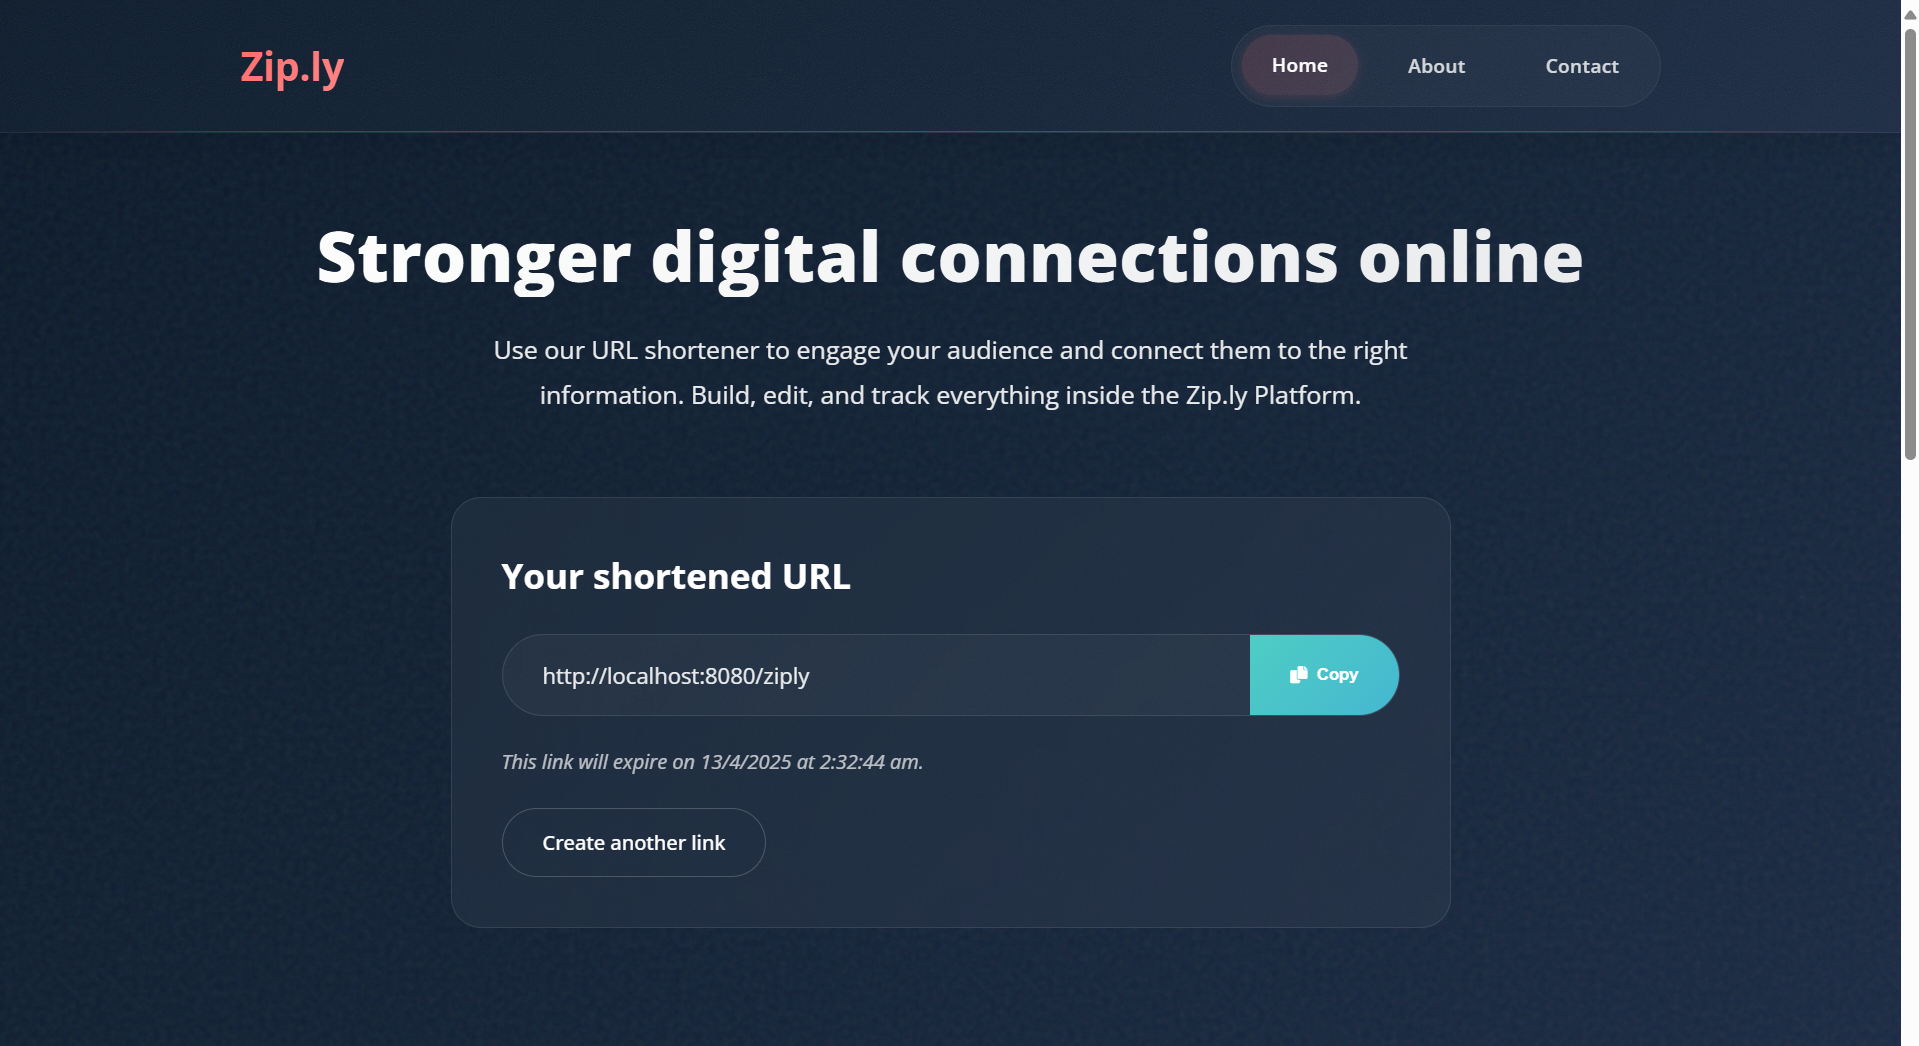 Zip.ly
Home
About
Contact
Stronger digital connections online
Use our URL shortener to engage your audience and connect them to the right
information. Build, edit, and track everything inside the Zip.ly Platform.
Your shortened URL
http://localhost:8080/ziply
Copy
This link will expire on 13/4/2025 at 2:32:44 am.
Create another link